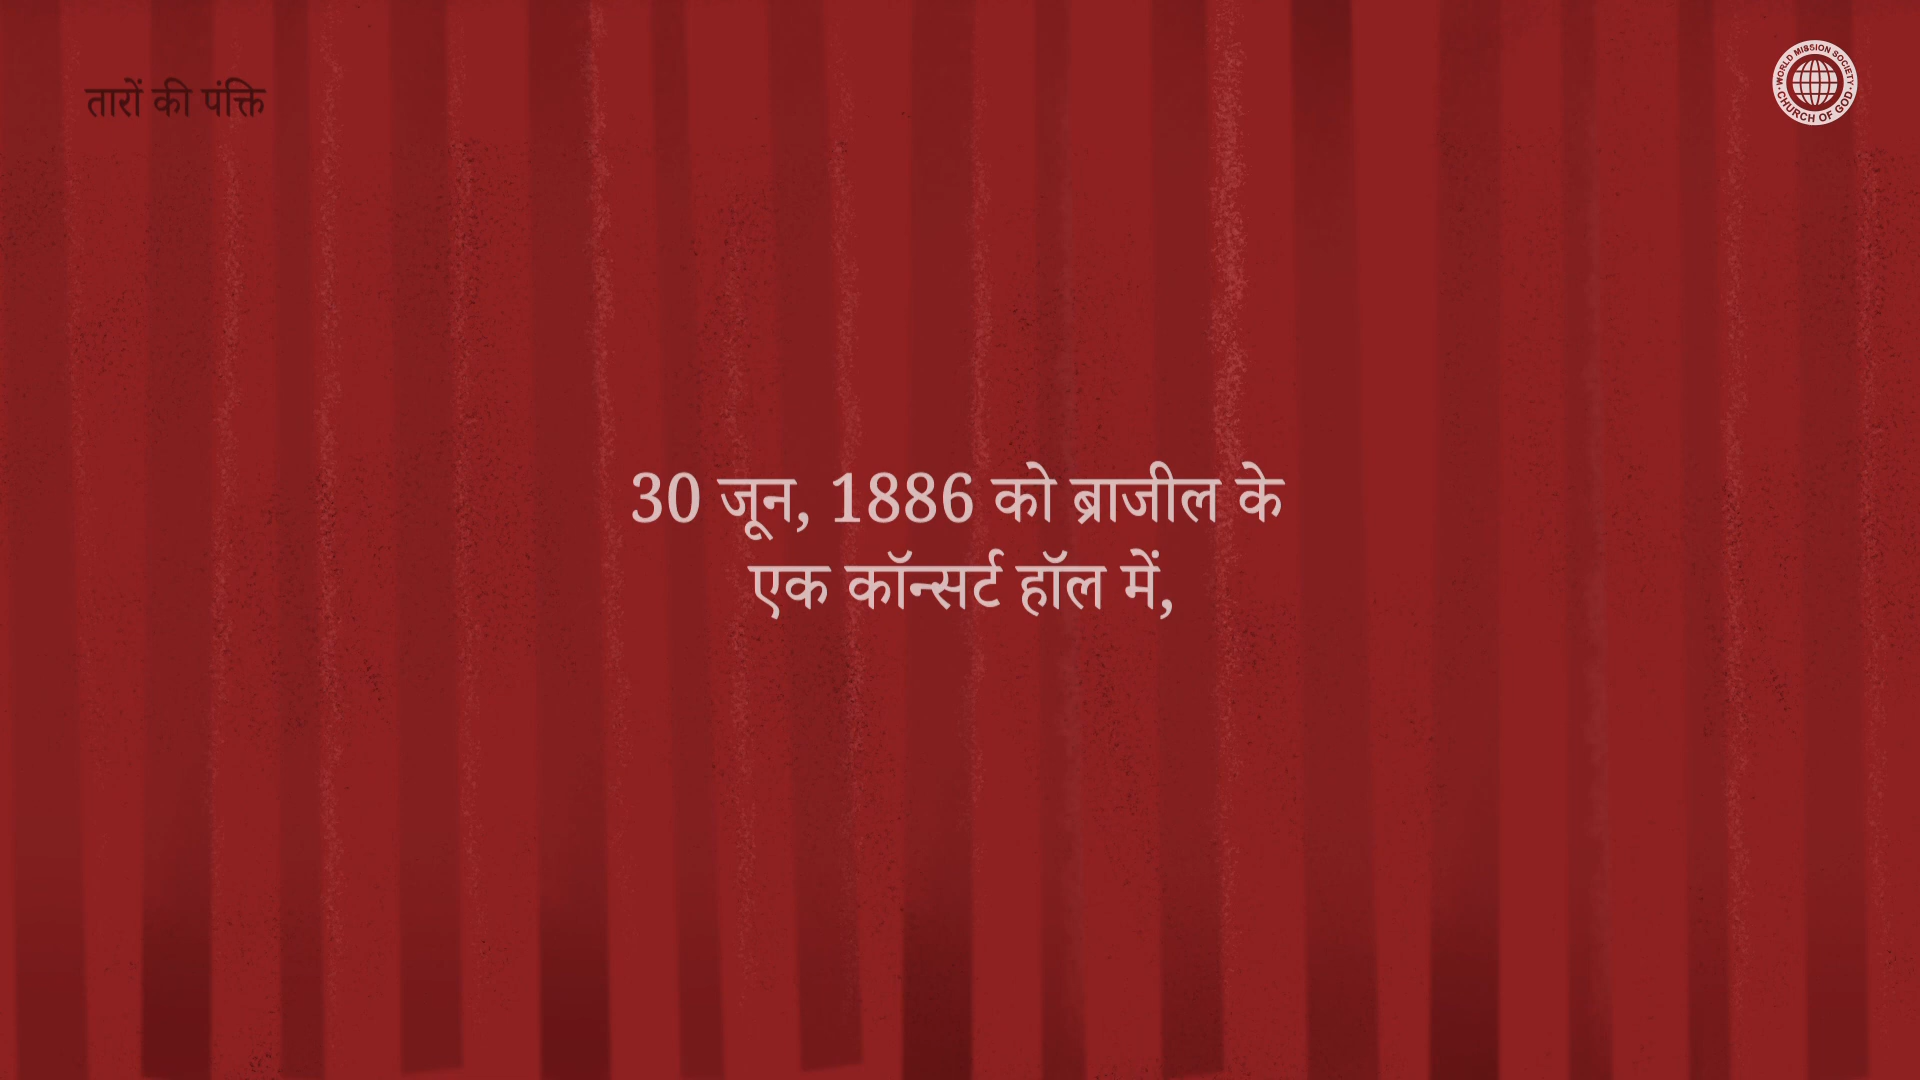 तारों की पंक्ति
WORLD MISSION SOCIETY
CHURCH OF GOD
30 जून, 1886 को ब्राजील के
एक कॉन्सर्ट हॉल में,